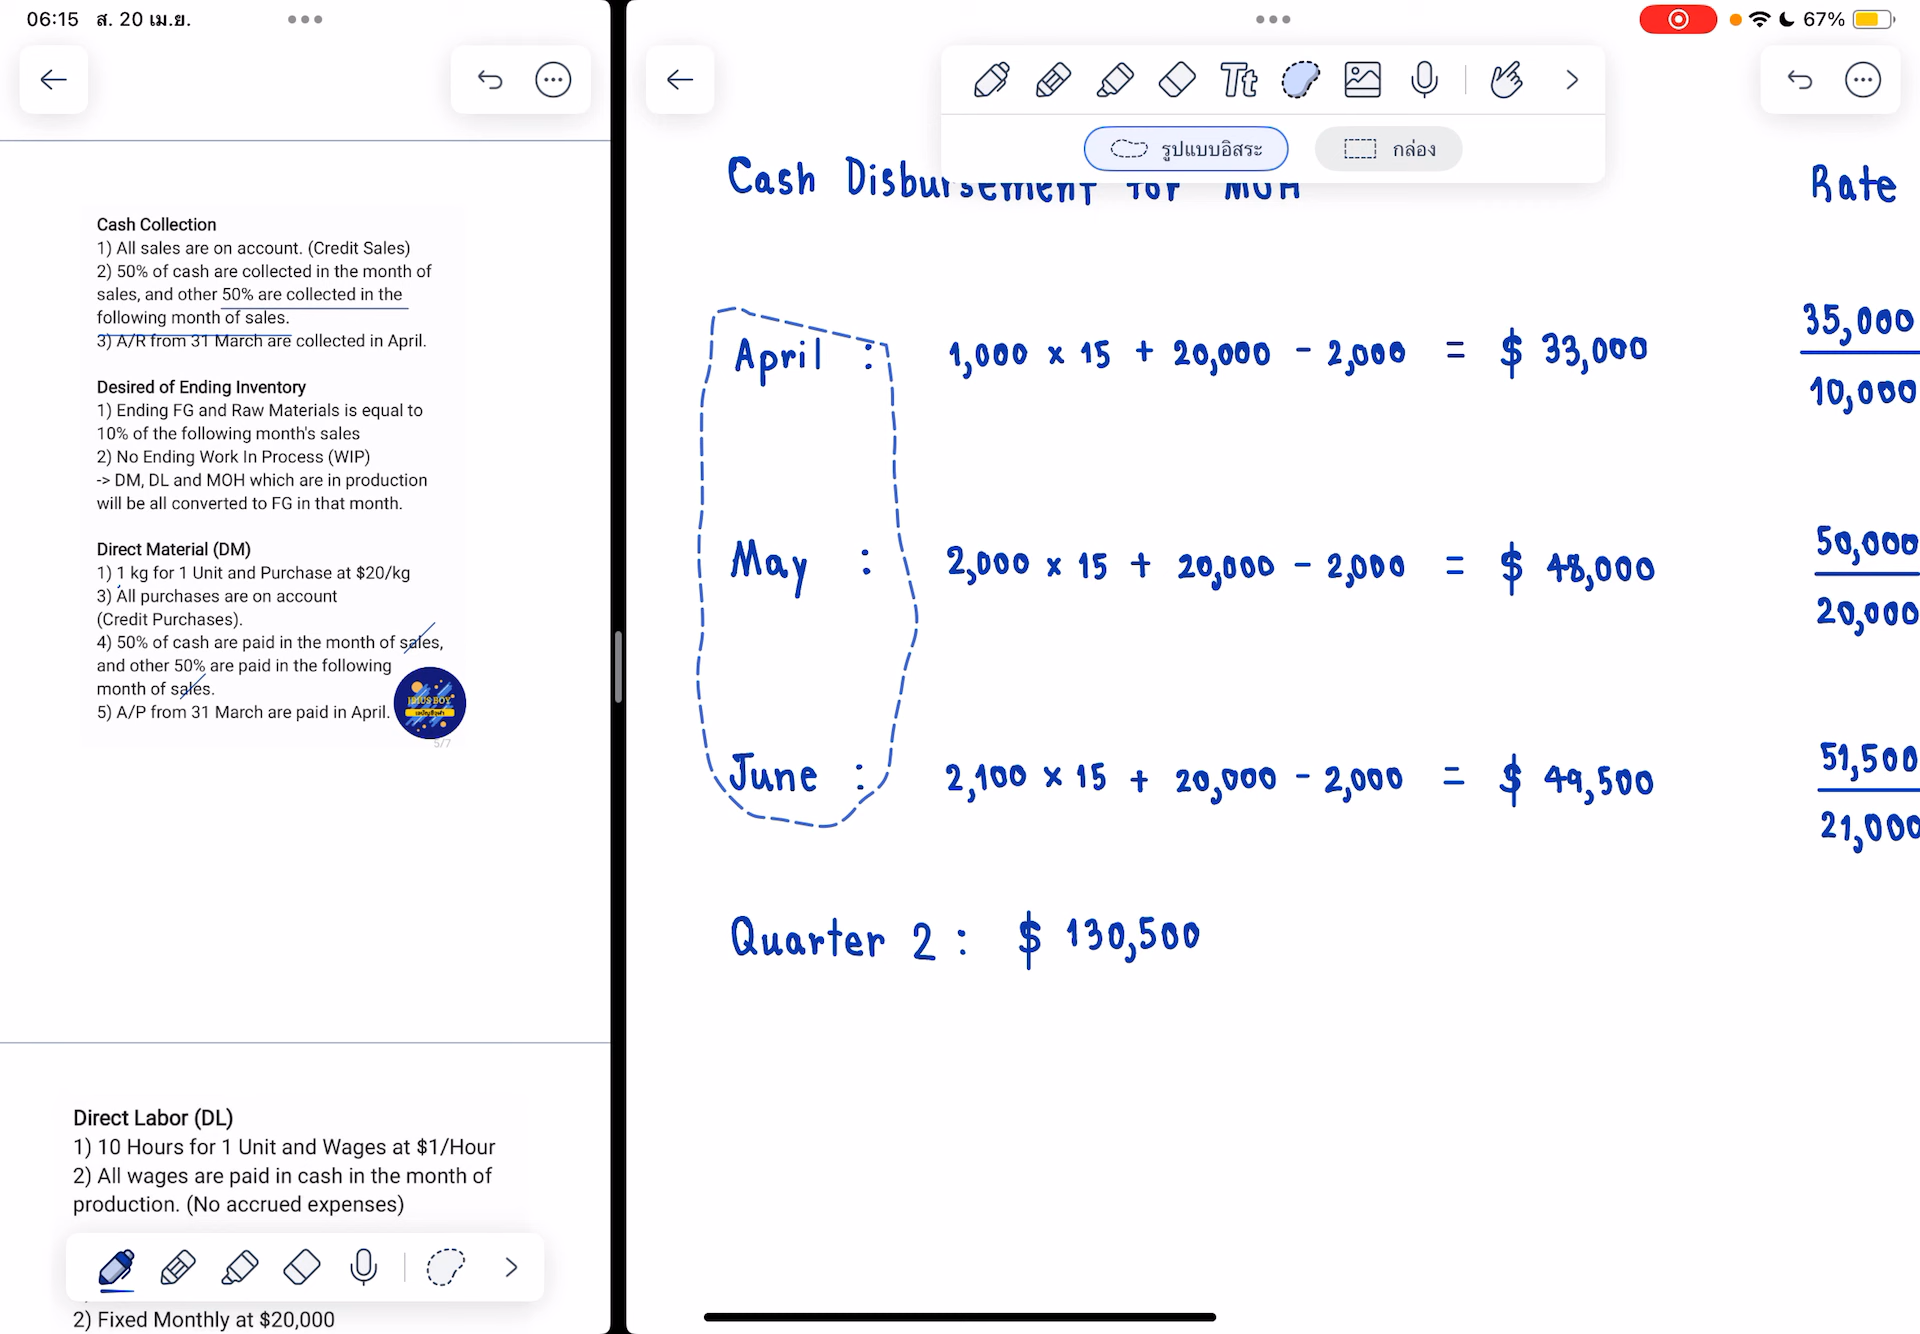 06:15 ส. 20 เม.ย.
67%
Cash Collection
1) All sales are on account. (Credit Sales)
2) 50% of cash are collected in the month of
sales, and other 50% are collected in the
following month of sales.
3) A/R from 31 March are collected in April.
Desired of Ending Inventory
1) Ending FG and Raw Materials is equal to
10% of the following month's sales
2) No Ending Work In Process (WIP)
-> DM, DL and MOH which are in production
will be all converted to FG in that month.
Direct Material (DM)
1) 1 kg for 1 Unit and Purchase at $20/kg
3) All purchases are on account
(Credit Purchases).
4) 50% of cash are paid in the month of sales,
and other 50% are paid in the following
month of sales.
5) A/P from 31 March are paid in April.
5/7
Direct Labor (DL)
1) 10 Hours for 1 Unit and Wages at $1/Hour
2) All wages are paid in cash in the month of
production. (No accrued expenses)
2) Fixed Monthly at $20,000
Tt
รูปแบบอิสระ กล่อง
Cash Disbursement for MOH Rate
April : 1,000 x 15 + 20,000 - 2,000 = $ 33,000
35,000
10,000
May : 2,000 x 15 + 20,000 - 2,000 = $ 48,000
50,000
20,000
June : 2,100 x 15 + 20,000 - 2,000 = $ 49,500
51,500
21,000
Quarter 2 : $ 130,500